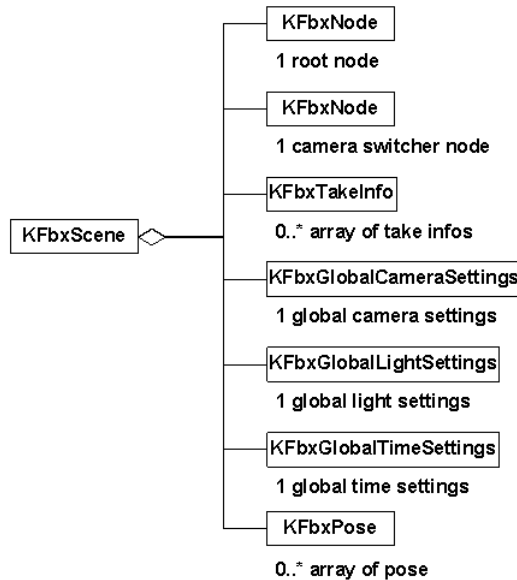 KFbxNode
1 root node
KFbxNode
1 camera switcher node
KFbxTakeInfo
KFbxScene
0..* array of take infos
KFbxGlobalCameraSettings
1 global camera settings
KFbxGlobalLightSettings
1 global light settings
KFbxGlobalTimeSettings
1 global time settings
KFbxPose
0..* array of pose